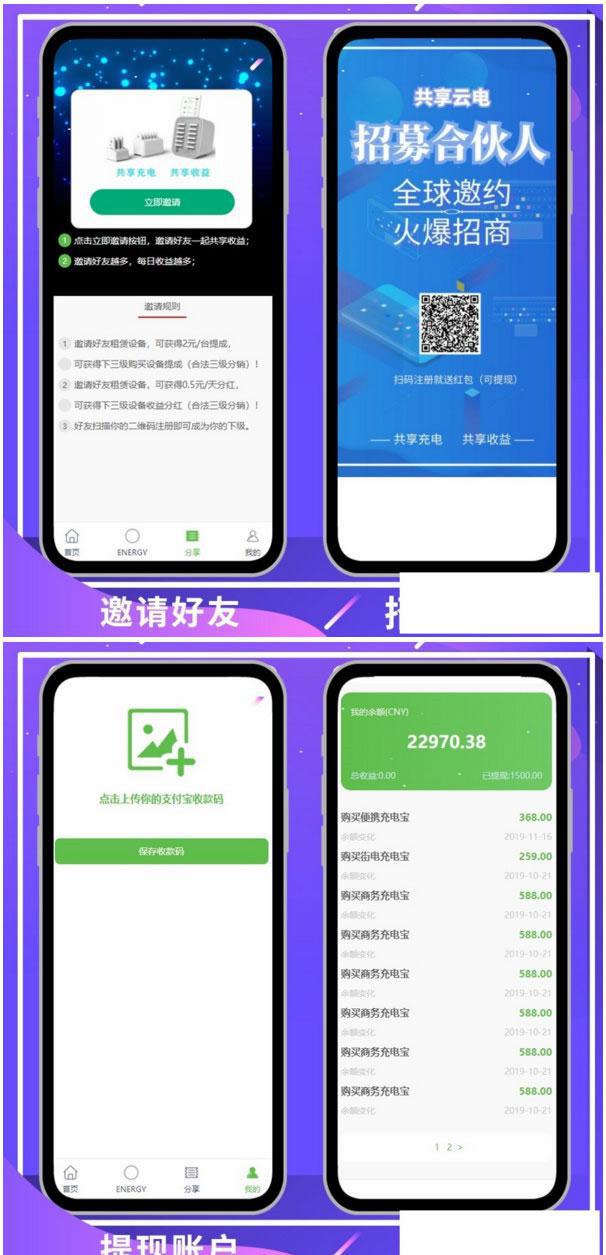 共享充电 共享收益
立即邀请
1 点击立即邀请按钮，邀请好友一起共享收益；
2 邀请好友越多，每日收益越多；
邀请规则
1 邀请好友租赁设备，可获得2元/台提成，
可获得下三级购买设备提成（合法三级分销）！
2 邀请好友租赁设备，可获得0.5元/天分红，
可获得下三级设备收益分红（合法三级分销）！
3 好友扫描你的二维码注册即可成为你的下级。
首页 ENERGY 分享 我的
共享云电
招募合伙人
全球邀约
火爆招商
扫码注册就送红包（可提现）
共享充电 共享收益
邀请好友
点击上传你的支付宝收款码
保存收款码
首页 ENERGY 分享 我的
我的余额(CNY)
22970.38
总收益:0.00 已提现:1500.00
购买便携充电宝 368.00
余额变化 2019-11-16
购买街电充电宝 259.00
余额变化 2019-10-21
购买商务充电宝 588.00
余额变化 2019-10-21
购买商务充电宝 588.00
余额变化 2019-10-21
购买商务充电宝 588.00
余额变化 2019-10-21
购买商务充电宝 588.00
余额变化 2019-10-21
购买商务充电宝 588.00
余额变化 2019-10-21
购买商务充电宝 588.00
余额变化 2019-10-21
1 2 >
提现账户